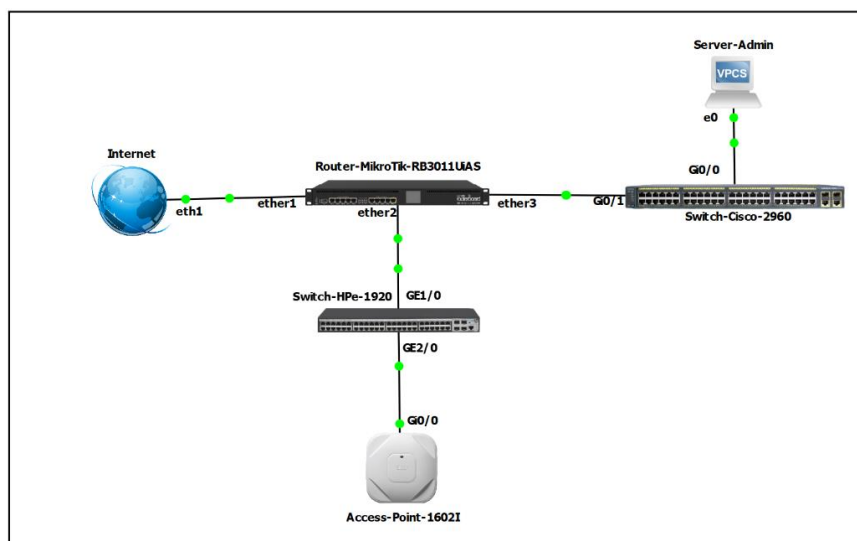 Server-Admin
VPCS
e0
Internet
Router-MikroTik-RB3011UiAS
Gi0/0
eth1
ether1
ether2
ether3
Gi0/1
Switch-Cisco-2960
Switch-HPe-1920
GE1/0
GE2/0
Gi0/0
Access-Point-1602I